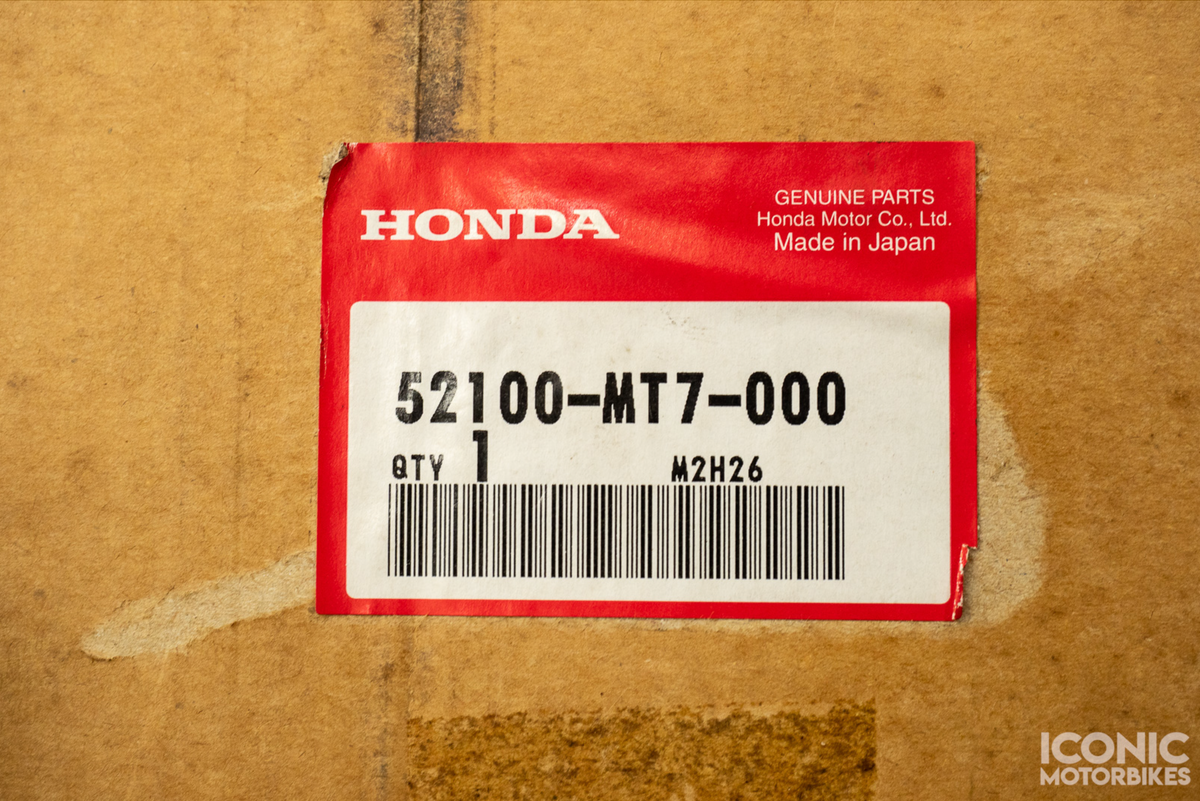 HONDA
GENUINE PARTS
Honda Motor Co., Ltd.
Made in Japan
52100-MT7-000
QTY 1 M2H26
ICONIC
MOTORBIKES